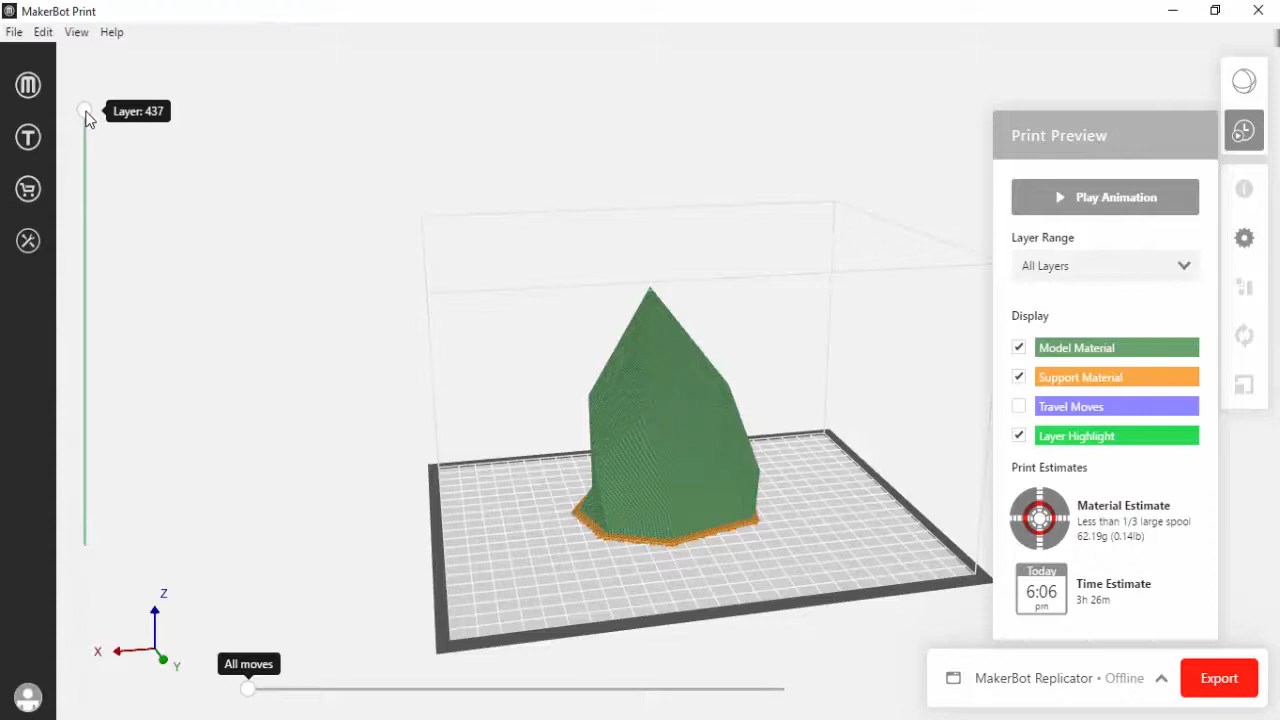 MakerBot Print
File Edit View Help
Layer: 437
Print Preview
Play Animation
Layer Range
All Layers
Display
Model Material
Support Material
Travel Moves
Layer Highlight
Print Estimates
Material Estimate
Less than 1/3 large spool
62.19g (0.14lb)
Today
6:06
pm
Time Estimate
3h 26m
Z
X
Y
All moves
MakerBot Replicator • Offline
Export